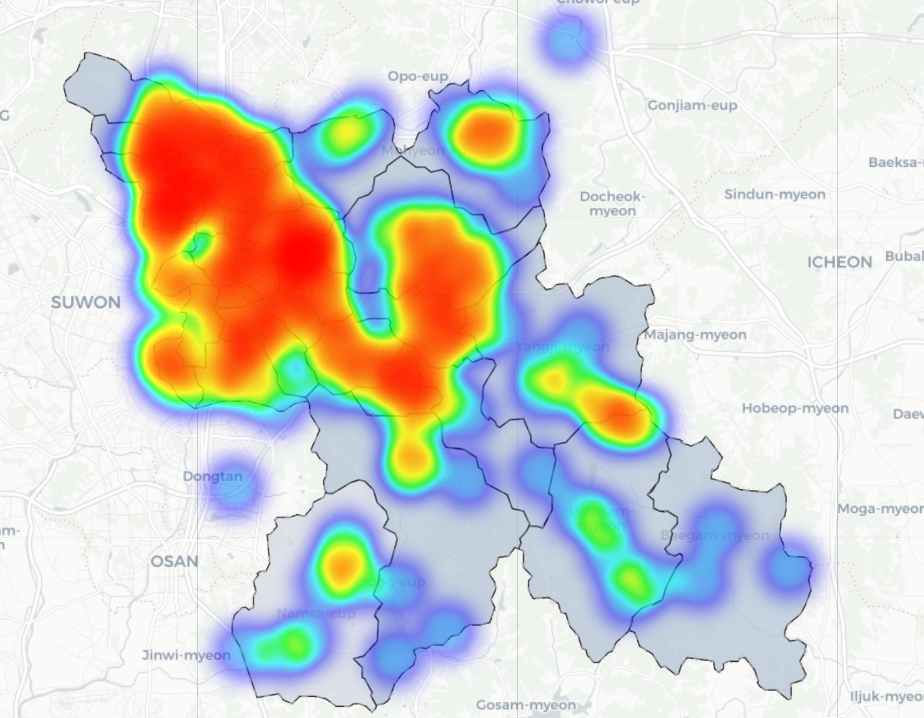 Chowol-eup
Opo-eup
G
Gonjiam-eup
Mohyeon
Baeksa-
Docheok-
myeon
Sindun-myeon
ICHEON
Bubal
SUWON
Majang-myeon
Yangji-myeon
Hobeop-myeon
Daew
Dongtan
Moga-myeon
myeon
Baegam-myeon
OSAN
Namsa-eup
Jinwi-myeon
Gosam-myeon
Iljuk-myeo